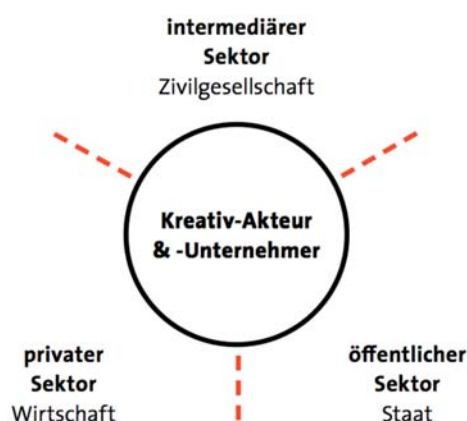 intermediärer
Sektor
Zivilgesellschaft
Kreativ-Akteur
& -Unternehmer
privater
Sektor
Wirtschaft
öffentlicher
Sektor
Staat